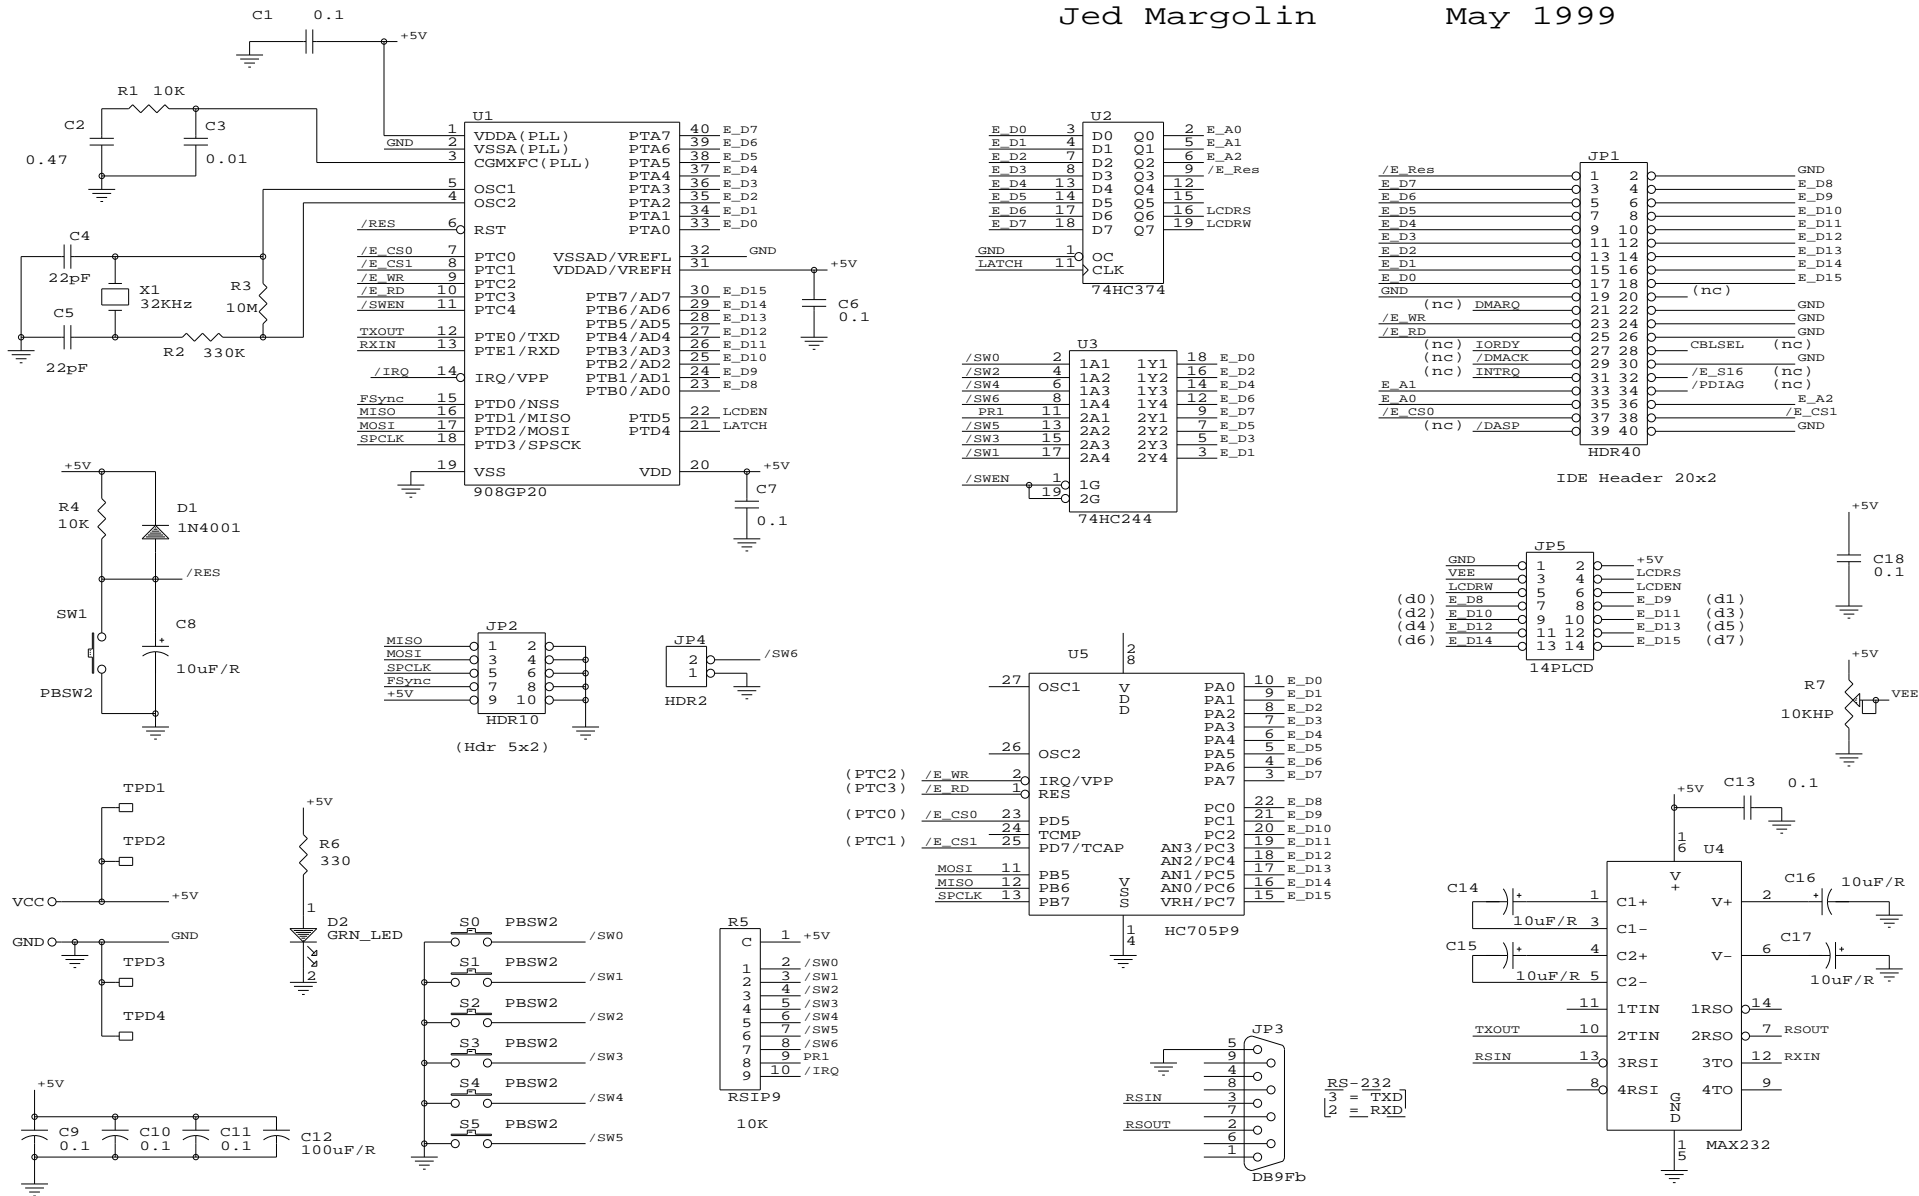 Jed Margolin May 1999
C1 0.1
+5V
R1 10K
C2
0.47
C3
0.01
U1
1 VDDA(PLL) PTA7 40 E_D7
GND 2 VSSA(PLL) PTA6 39 E_D6
3 CGMXFC(PLL) PTA5 38 E_D5
PTA4 37 E_D4
5 OSC1 PTA3 36 E_D3
4 OSC2 PTA2 35 E_D2
PTA1 34 E_D1
/RES 6 RST PTA0 33 E_D0
/E_CS0 7 PTC0 VSSAD/VREFL 32 GND
/E_CS1 8 PTC1 VDDAD/VREFH 31 +5V
/E_WR 9 PTC2
/E_RD 10 PTC3 PTB7/AD7 30 E_D15
/SWEN 11 PTC4 PTB6/AD6 29 E_D14
PTB5/AD5 28 E_D13
TXOUT 12 PTE0/TXD PTB4/AD4 27 E_D12
RXIN 13 PTE1/RXD PTB3/AD3 26 E_D11
PTB2/AD2 25 E_D10
/IRQ 14 IRQ/VPP PTB1/AD1 24 E_D9
PTB0/AD0 23 E_D8
FSync 15 PTD0/NSS
MISO 16 PTD1/MISO PTD5 22 LCDEN
MOSI 17 PTD2/MOSI PTD4 21 LATCH
SPCLK 18 PTD3/SPSCK
19 VSS VDD 20 +5V
908GP20
C6
0.1
C7
0.1
C4
22pF
X1
32KHz
R3
10M
C5
22pF
R2 330K
U2
E_D0 3 D0 Q0 2 E_A0
E_D1 4 D1 Q1 5 E_A1
E_D2 7 D2 Q2 6 E_A2
E_D3 8 D3 Q3 9 /E_Res
E_D4 13 D4 Q4 12
E_D5 14 D5 Q5 15
E_D6 17 D6 Q6 16 LCDRS
E_D7 18 D7 Q7 19 LCDRW
GND 1 OC
LATCH 11 CLK
74HC374
U3
/SW0 2 1A1 1Y1 18 E_D0
/SW2 4 1A2 1Y2 16 E_D2
/SW4 6 1A3 1Y3 14 E_D4
/SW6 8 1A4 1Y4 12 E_D6
PR1 11 2A1 2Y1 9 E_D7
/SW5 13 2A2 2Y2 7 E_D5
/SW3 15 2A3 2Y3 5 E_D3
/SW1 17 2A4 2Y4 3 E_D1
/SWEN 1 1G
19 2G
74HC244
JP1
/E_Res 1 2 GND
E_D7 3 4 E_D8
E_D6 5 6 E_D9
E_D5 7 8 E_D10
E_D4 9 10 E_D11
E_D3 11 12 E_D12
E_D2 13 14 E_D13
E_D1 15 16 E_D14
E_D0 17 18 E_D15
GND 19 20 (nc)
(nc) DMARQ 21 22 GND
/E_WR 23 24 GND
/E_RD 25 26 GND
(nc) IORDY 27 28 CBLSEL (nc)
(nc) /DMACK 29 30 GND
(nc) INTRQ 31 32 /E_S16 (nc)
E_A1 33 34 /PDIAG (nc)
E_A0 35 36 E_A2
/E_CS0 37 38 /E_CS1
(nc) /DASP 39 40 GND
HDR40
IDE Header 20x2
+5V
R4
10K
D1
1N4001
/RES
SW1
PBSW2
C8
+
10uF/R
JP2
MISO 1 2
MOSI 3 4
SPCLK 5 6
FSync 7 8
+5V 9 10
HDR10
(Hdr 5x2)
JP4
2 /SW6
1
HDR2
JP5
GND 1 2 +5V
VEE 3 4 LCDRS
LCDRW 5 6 LCDEN
(d0) E_D8 7 8 E_D9 (d1)
(d2) E_D10 9 10 E_D11 (d3)
(d4) E_D12 11 12 E_D13 (d5)
(d6) E_D14 13 14 E_D15 (d7)
14PLCD
+5V
C18
0.1
+5V
R7
10KHP
VEE
U5
28
VDD
27 OSC1 PA0 10 E_D0
PA1 9 E_D1
PA2 8 E_D2
PA3 7 E_D3
PA4 6 E_D4
26 OSC2 PA5 5 E_D5
PA6 4 E_D6
(PTC2) /E_WR 2 IRQ/VPP PA7 3 E_D7
(PTC3) /E_RD 1 RES
PC0 22 E_D8
(PTC0) /E_CS0 23 PD5 PC1 21 E_D9
24 TCMP PC2 20 E_D10
(PTC1) /E_CS1 25 PD7/TCAP AN3/PC3 19 E_D11
AN2/PC4 18 E_D12
MOSI 11 PB5 AN1/PC5 17 E_D13
MISO 12 PB6 AN0/PC6 16 E_D14
SPCLK 13 PB7 VRH/PC7 15 E_D15
VSS
14
HC705P9
TPD1
TPD2
VCC +5V
GND GND
TPD3
TPD4
+5V
R6
330
1
D2
GRN_LED
2
S0 PBSW2 /SW0
S1 PBSW2 /SW1
S2 PBSW2 /SW2
S3 PBSW2 /SW3
S4 PBSW2 /SW4
S5 PBSW2 /SW5
R5
C 1 +5V
1 2 /SW0
2 3 /SW1
3 4 /SW2
4 5 /SW3
5 6 /SW4
6 7 /SW5
7 8 /SW6
8 9 PR1
9 10 /IRQ
RSIP9
10K
+5V
C9
0.1
C10
0.1
C11
0.1
C12
100uF/R
JP3
5
9
4
8
RSIN 3
7
RSOUT 2
6
1
DB9Fb
RS-232
3 = TXD
2 = RXD
+5V
C13 0.1
16
U4
V+
C14 + 10uF/R
1 C1+ V+ 2 + C16 10uF/R
3 C1-
C15 + 10uF/R
4 C2+ V- 6 C17 + 10uF/R
5 C2-
11 1TIN 1RSO 14
TXOUT 10 2TIN 2RSO 7 RSOUT
RSIN 13 3RSI 3TO 12 RXIN
8 4RSI 4TO 9
GND
15
MAX232